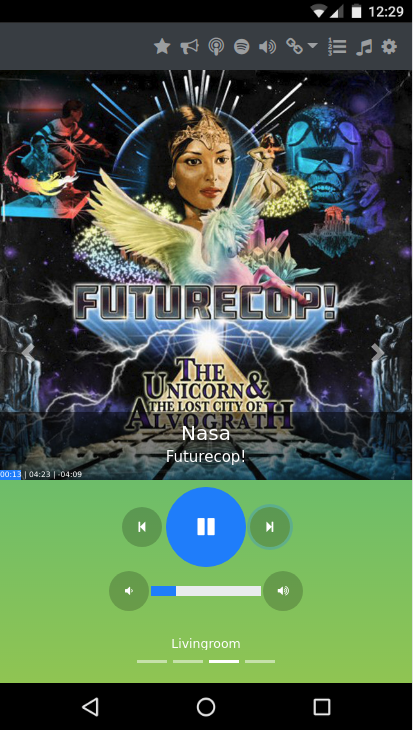 12:29
FUTURECOP!
THE
UNICORN &
THE LOST CITY OF
ALVOGRATH
Nasa
Futurecop!
00:13 | 04:23 | -04:09
Livingroom